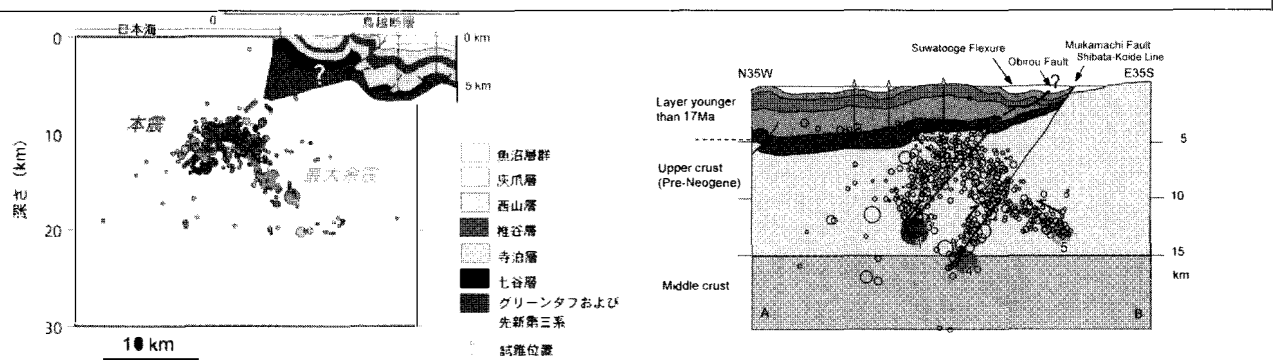 0
鳥越断層
日本海
0
0 km
5 km
本震
10
最大余震
深さ (km)
20
30
10 km
魚沼層群
灰爪層
西山層
椎谷層
寺泊層
七谷層
グリーンタフおよび
先新第三系
試錐位置
?
Suwatooge Flexure
Muikamachi Fault
Shibata-Koide Line
Obirou Fault
?
N35W
E35S
Layer younger
than 17Ma
5
Upper crust
(Pre-Neogene)
10
15
km
Middle crust
A
B
5